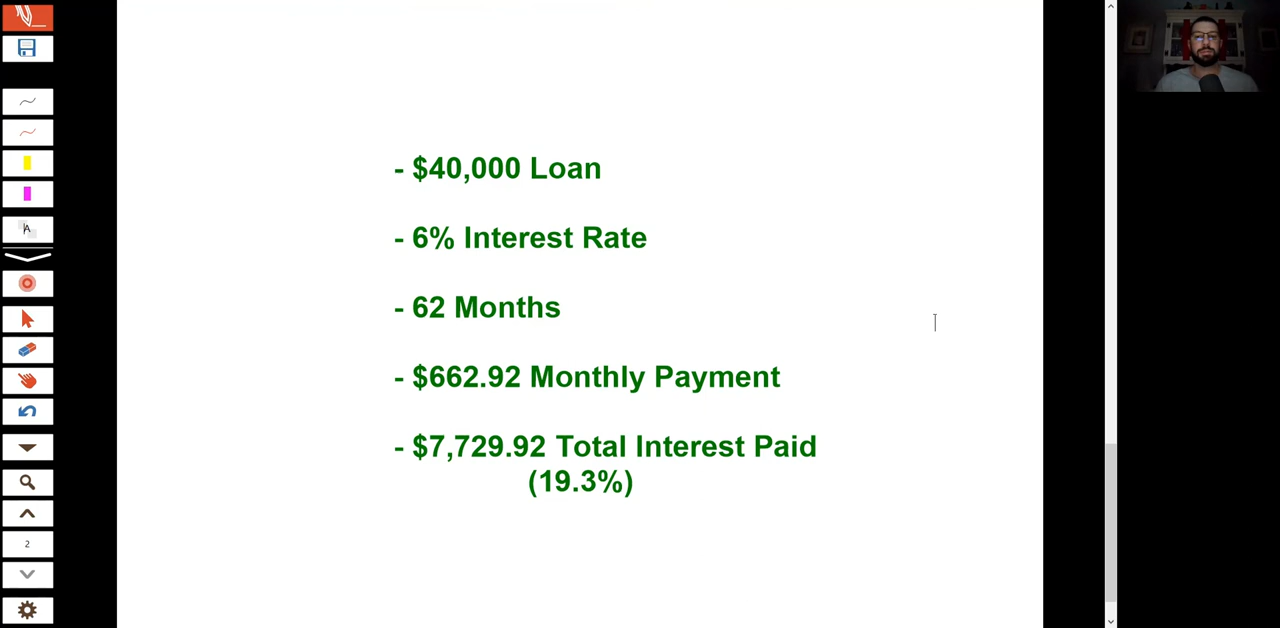 - $40,000 Loan
- 6% Interest Rate
- 62 Months
- $662.92 Monthly Payment
- $7,729.92 Total Interest Paid
(19.3%)
A
2